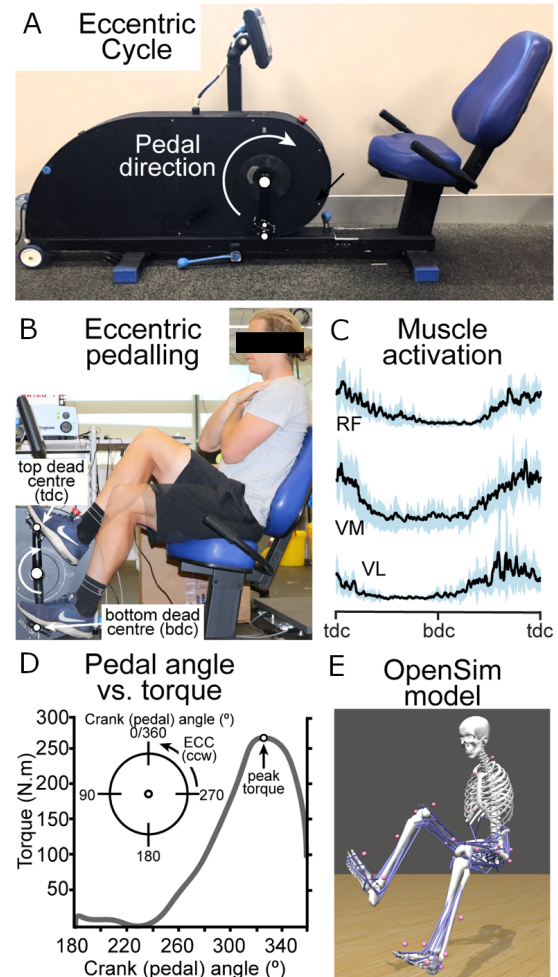 A
Eccentric
Cycle
Pedal
direction
B
Eccentric
pedalling
top dead
centre (tdc)
bottom dead
centre (bdc)
C
Muscle
activation
RF
VM
VL
tdc
bdc
tdc
D
Pedal angle
vs. torque
Torque (N.m)
300
250
200
150
100
50
Crank (pedal) angle (º)
0/360
ECC
(ccw)
90
270
180
peak
torque
180
220
260
300
340
Crank (pedal) angle (º)
E
OpenSim
model